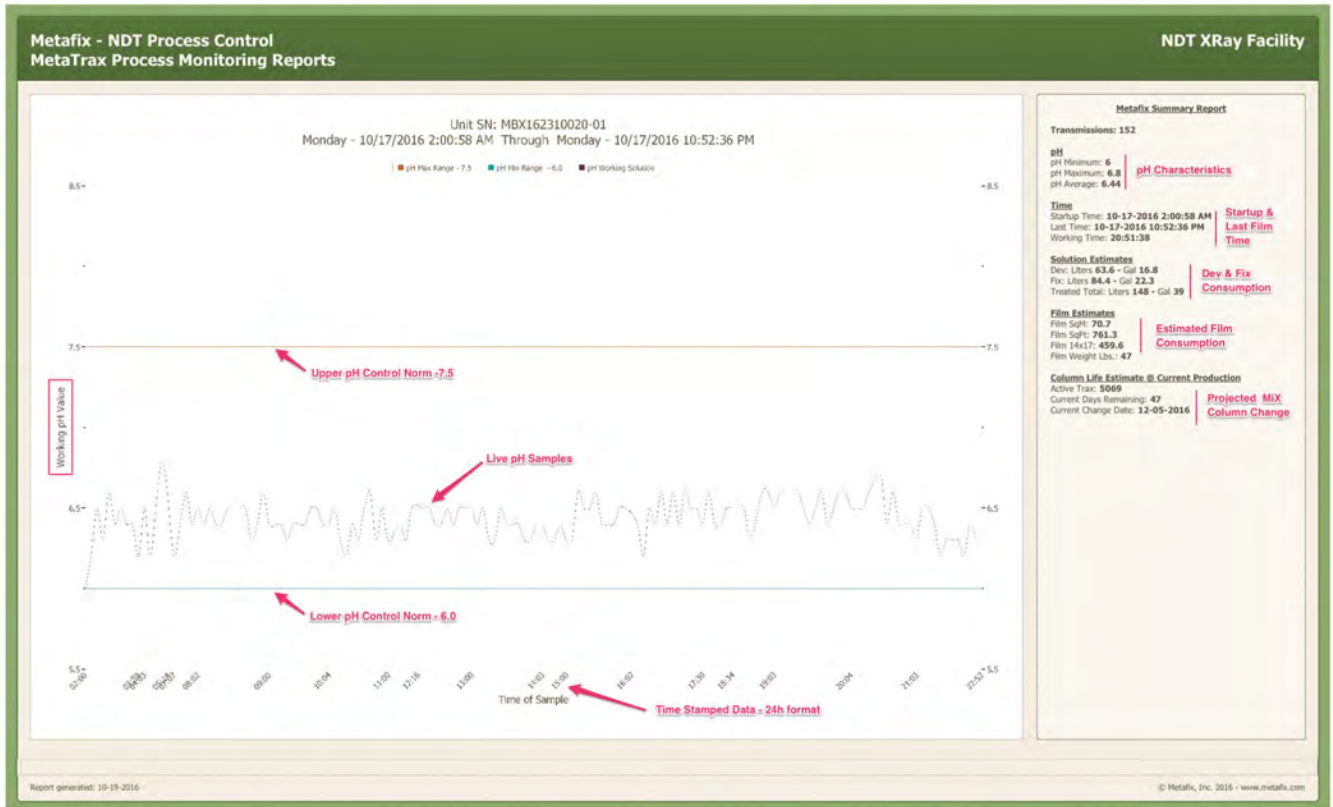 Metafix - NDT Process Control
MetaTrax Process Monitoring Reports
NDT XRay Facility
Unit SN: MBX162310020-01
Monday - 10/17/2016 2:00:58 AM Through Monday - 10/17/2016 10:52:36 PM
pH Max Range - 7.5 pH Min Range - 6.0 pH Working Solution
8.5 8.5
7.5 7.5
Upper pH Control Norm -7.5
Working pH Value
Live pH Samples
6.5 6.5
Lower pH Control Norm - 6.0
5.5 5.5
02:00 07:07 08:02 09:00 10:04 11:00 12:16 13:00 14:03 15:00 16:02 17:30 18:34 19:03 20:04 21:03 22:52
Time of Sample
Time Stamped Data - 24h format
Metafix Summary Report
Transmissions: 152
pH
pH Minimum: 6
pH Maximum: 6.8
pH Average: 6.44
pH Characteristics
Time
Startup Time: 10-17-2016 2:00:58 AM
Last Time: 10-17-2016 10:52:36 PM
Working Time: 20:51:38
Startup &
Last Film
Time
Solution Estimates
Dev: Liters 63.6 - Gal 16.8
Fix: Liters 84.4 - Gal 22.3
Treated Total: Liters 148 - Gal 39
Dev & Fix
Consumption
Film Estimates
Film SqM: 70.7
Film SqFt: 761.3
Film 14x17: 459.6
Film Weight Lbs.: 47
Estimated Film
Consumption
Column Life Estimate @ Current Production
Active Trax: 5069
Current Days Remaining: 47
Current Change Date: 12-05-2016
Projected MiX
Column Change
Report generated: 10-19-2016
© Metafix, Inc. 2016 - www.metafix.com